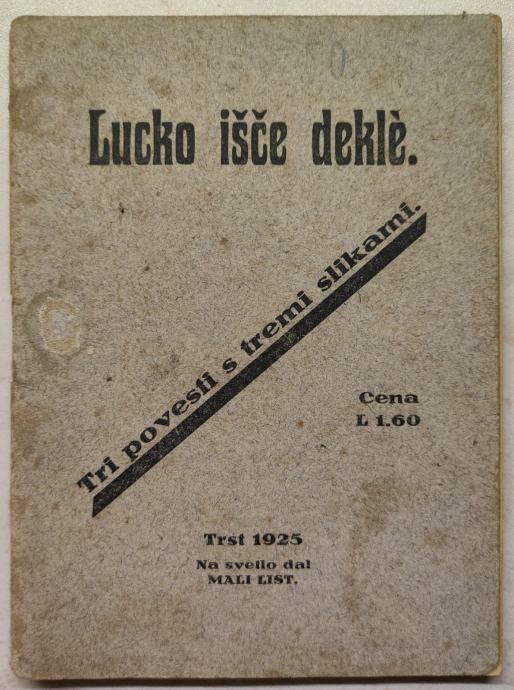 Lucko išče deklè.
Tri povesti s tremi slikami.
Cena
L 1.60
Trst 1925
Na svetlo dal
MALI LIST.